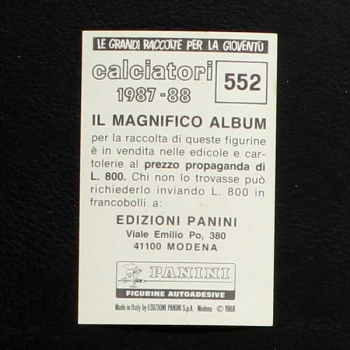 LE GRANDI RACCOLTE PER LA GIOVENTÙ
calciatori
1987-88
552
IL MAGNIFICO ALBUM
per la raccolta di queste figurine
è in vendita nelle edicole e car-
tolerie al prezzo propaganda di
L. 800. Chi non lo trovasse può
richiederlo inviando L. 800 in
francobolli a:
EDIZIONI PANINI
Viale Emilio Po, 380
41100 MODENA
PANINI
FIGURINE AUTOADESIVE
Made in Italy by EDIZIONI PANINI S.p.A. - Modena - © 1988